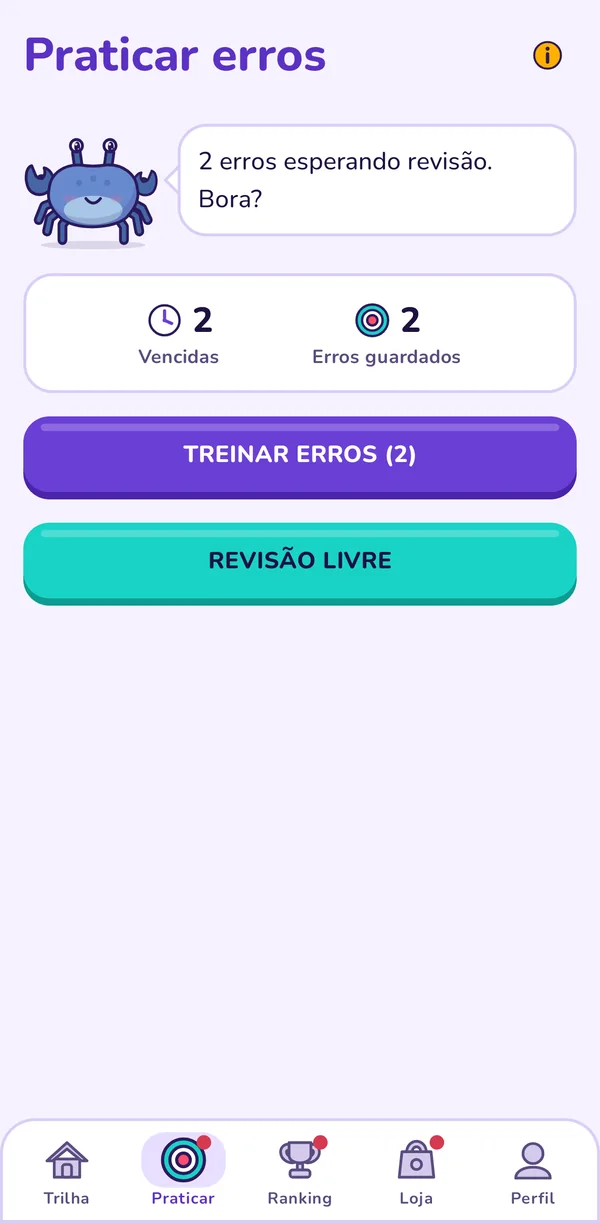 Praticar erros
2 erros esperando revisão.
Bora?
2
Vencidas
2
Erros guardados
TREINAR ERROS (2)
REVISÃO LIVRE
Trilha
Praticar
Ranking
Loja
Perfil